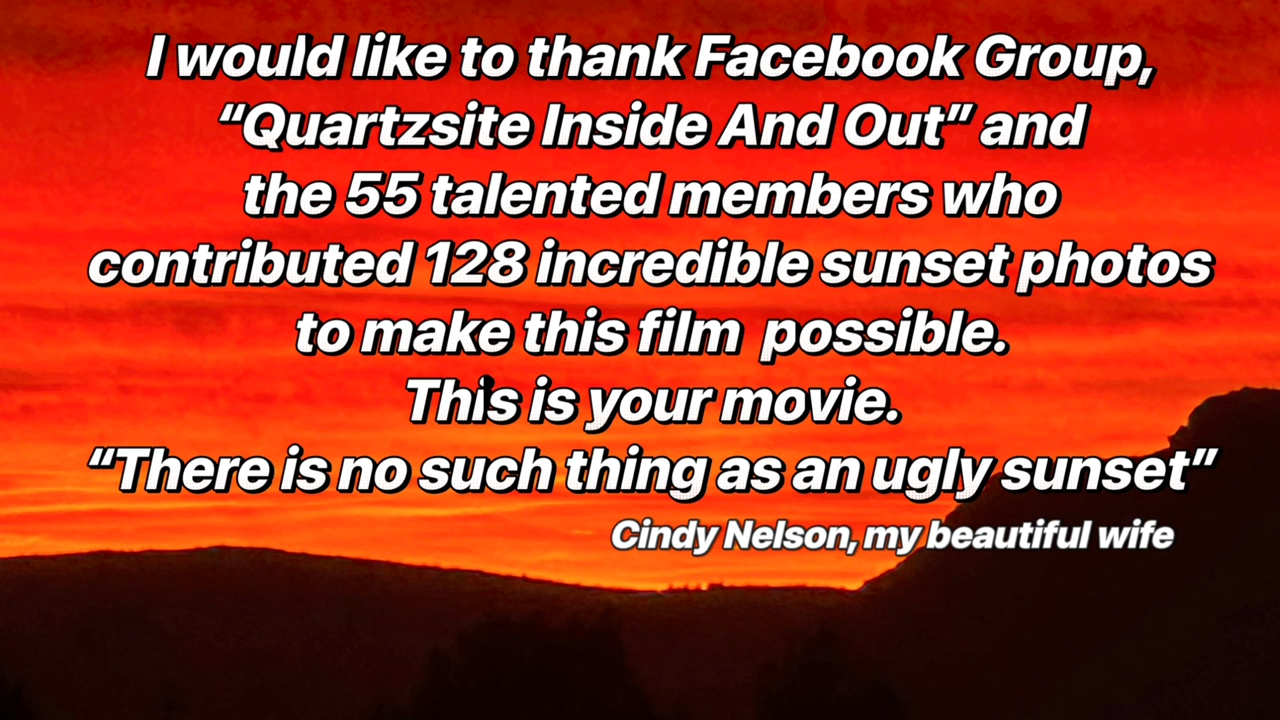 I would like to thank Facebook Group,
“Quartzsite Inside And Out” and
the 55 talented members who
contributed 128 incredible sunset photos
to make this film  possible.
This is your movie.
“There is no such thing as an ugly sunset”
Cindy Nelson, my beautiful wife